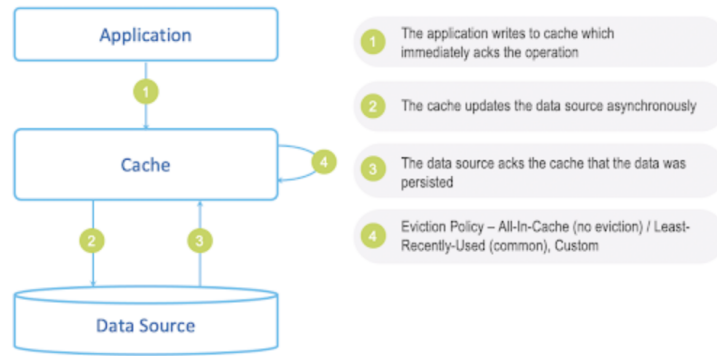 Application
1
Cache
4
2
3
Data Source
1
The application writes to cache which
immediately acks the operation
2
The cache updates the data source asynchronously
3
The data source acks the cache that the data was
persisted
4
Eviction Policy – All-In-Cache (no eviction) / Least-
Recently-Used (common), Custom